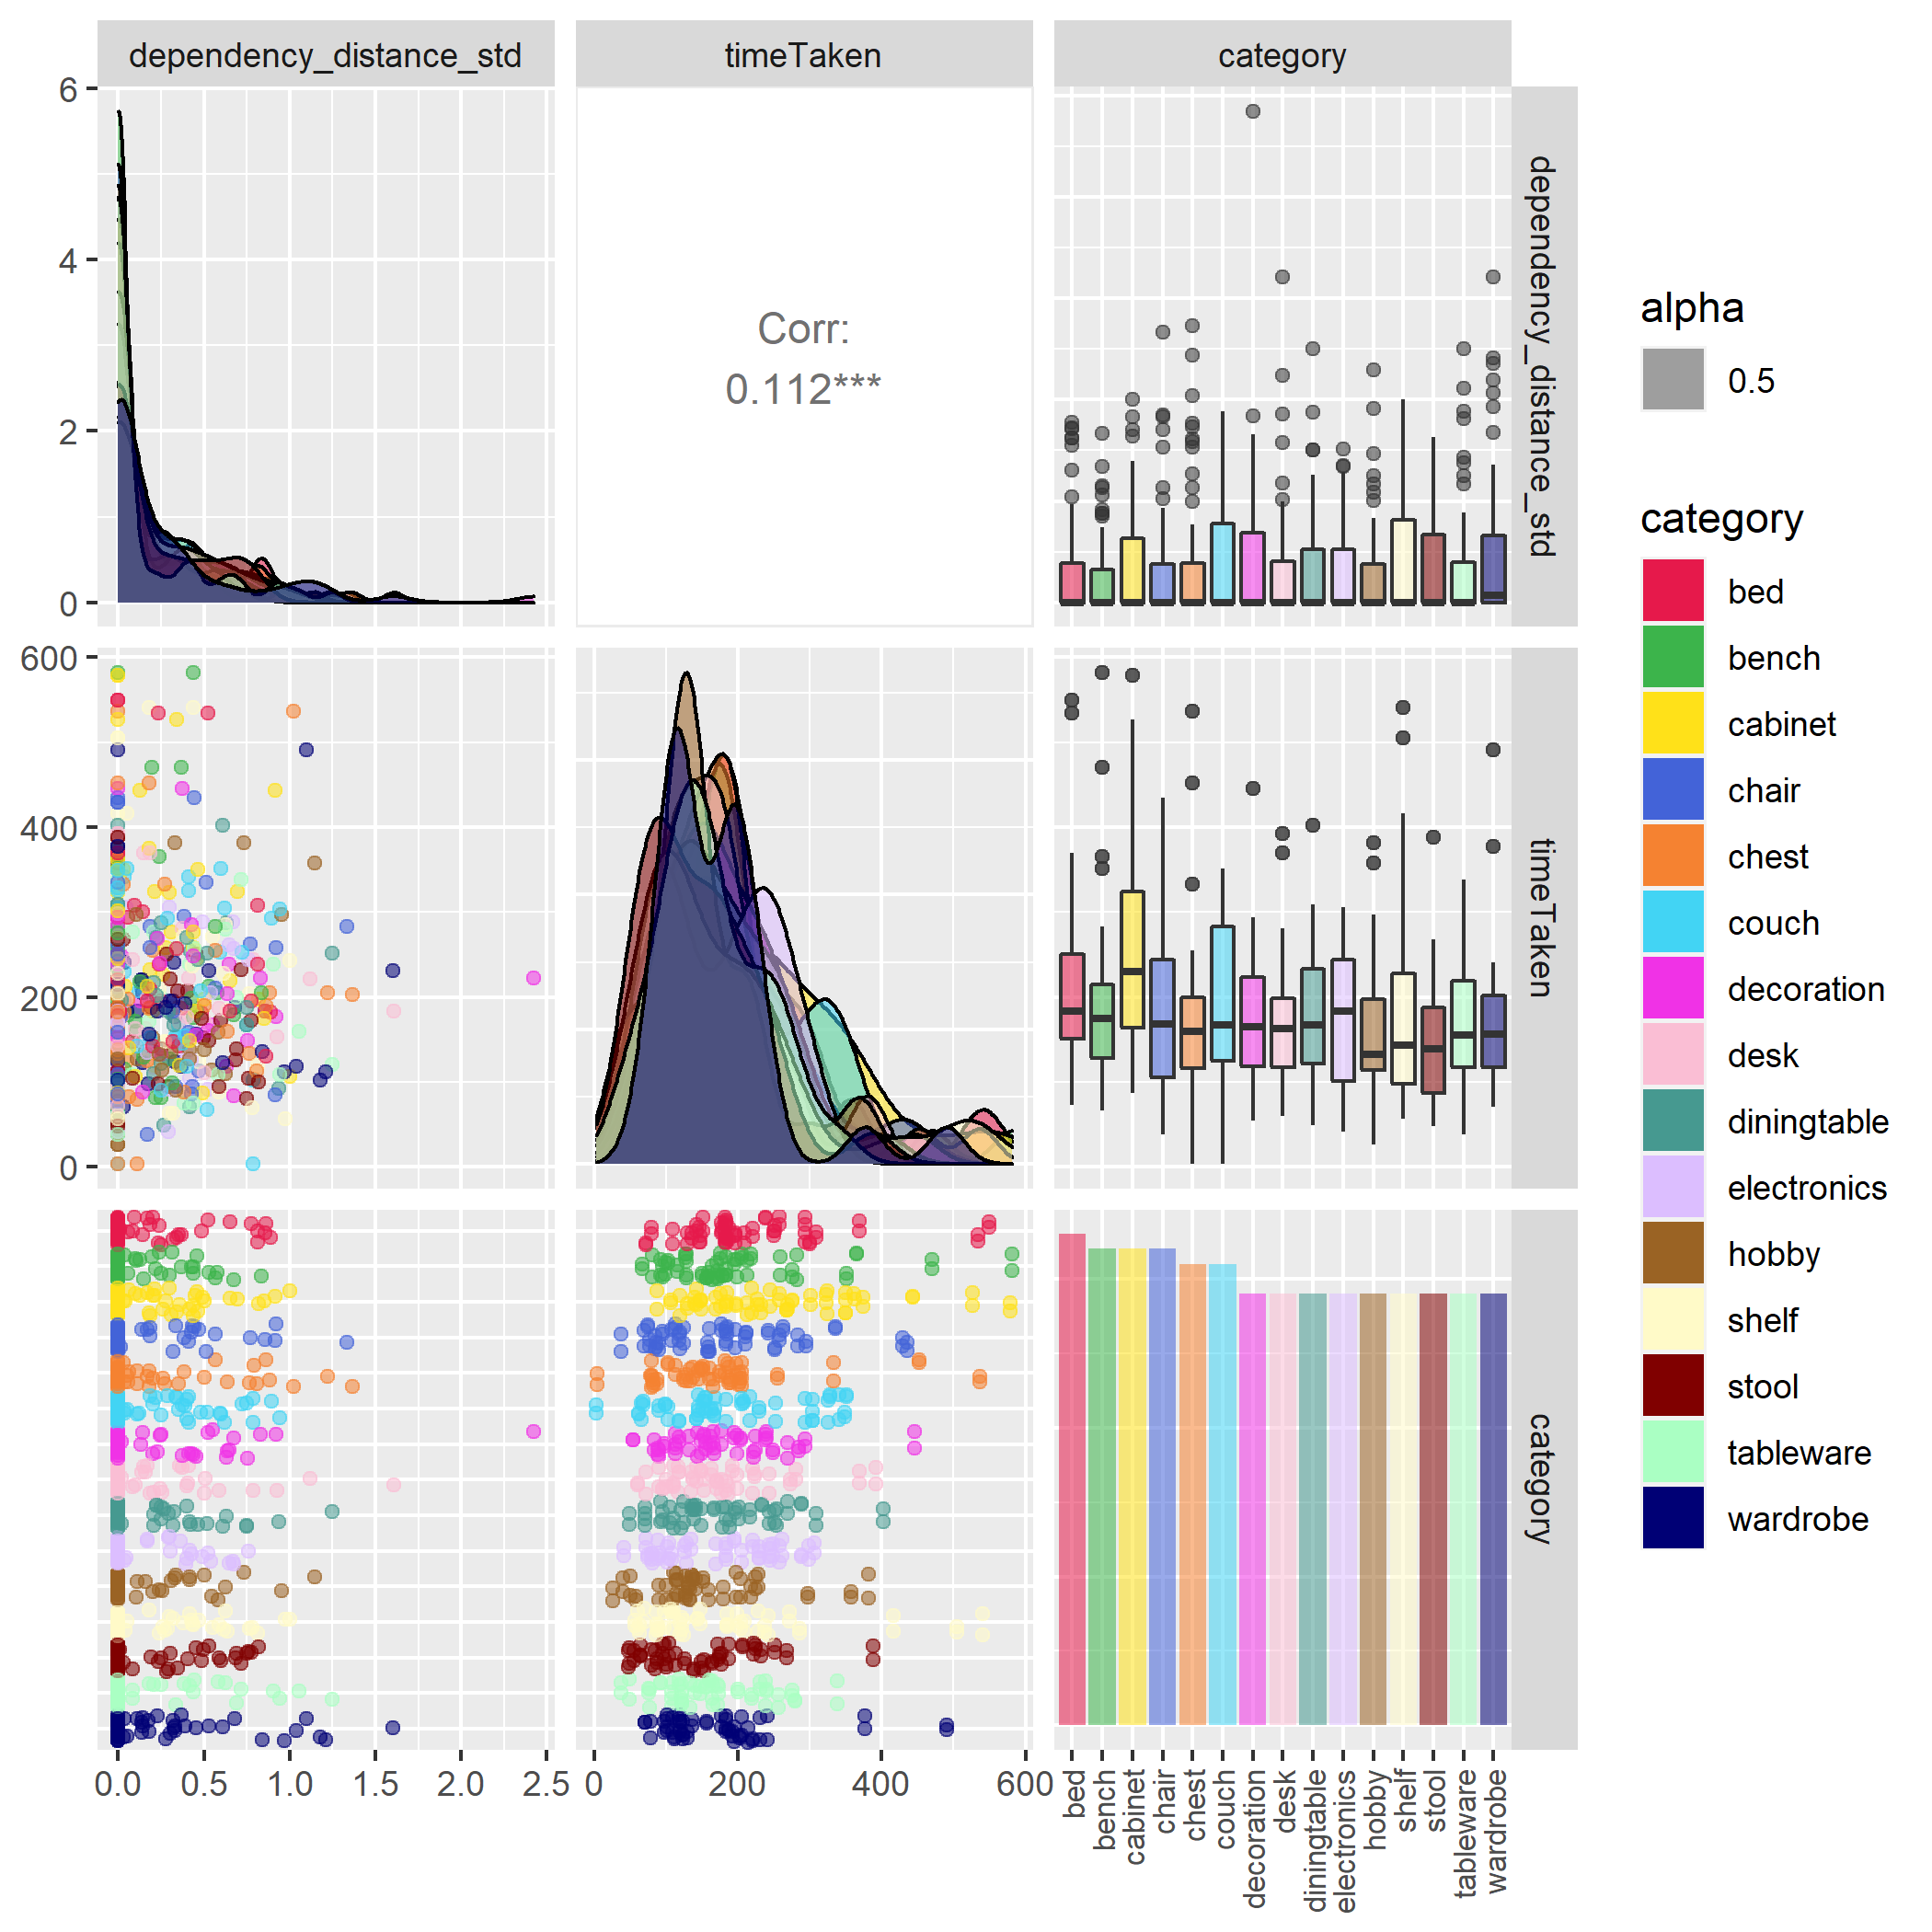 dependency_distance_std
timeTaken
category
6
4
2
0
Corr:
0.112***
dependency_distance_std
600
400
200
0
timeTaken
category
0.0 0.5 1.0 1.5 2.0 2.5
0 200 400 600
bed
bench
cabinet
chair
chest
couch
decoration
desk
diningtable
electronics
hobby
shelf
stool
tableware
wardrobe
alpha
0.5
category
bed
bench
cabinet
chair
chest
couch
decoration
desk
diningtable
electronics
hobby
shelf
stool
tableware
wardrobe